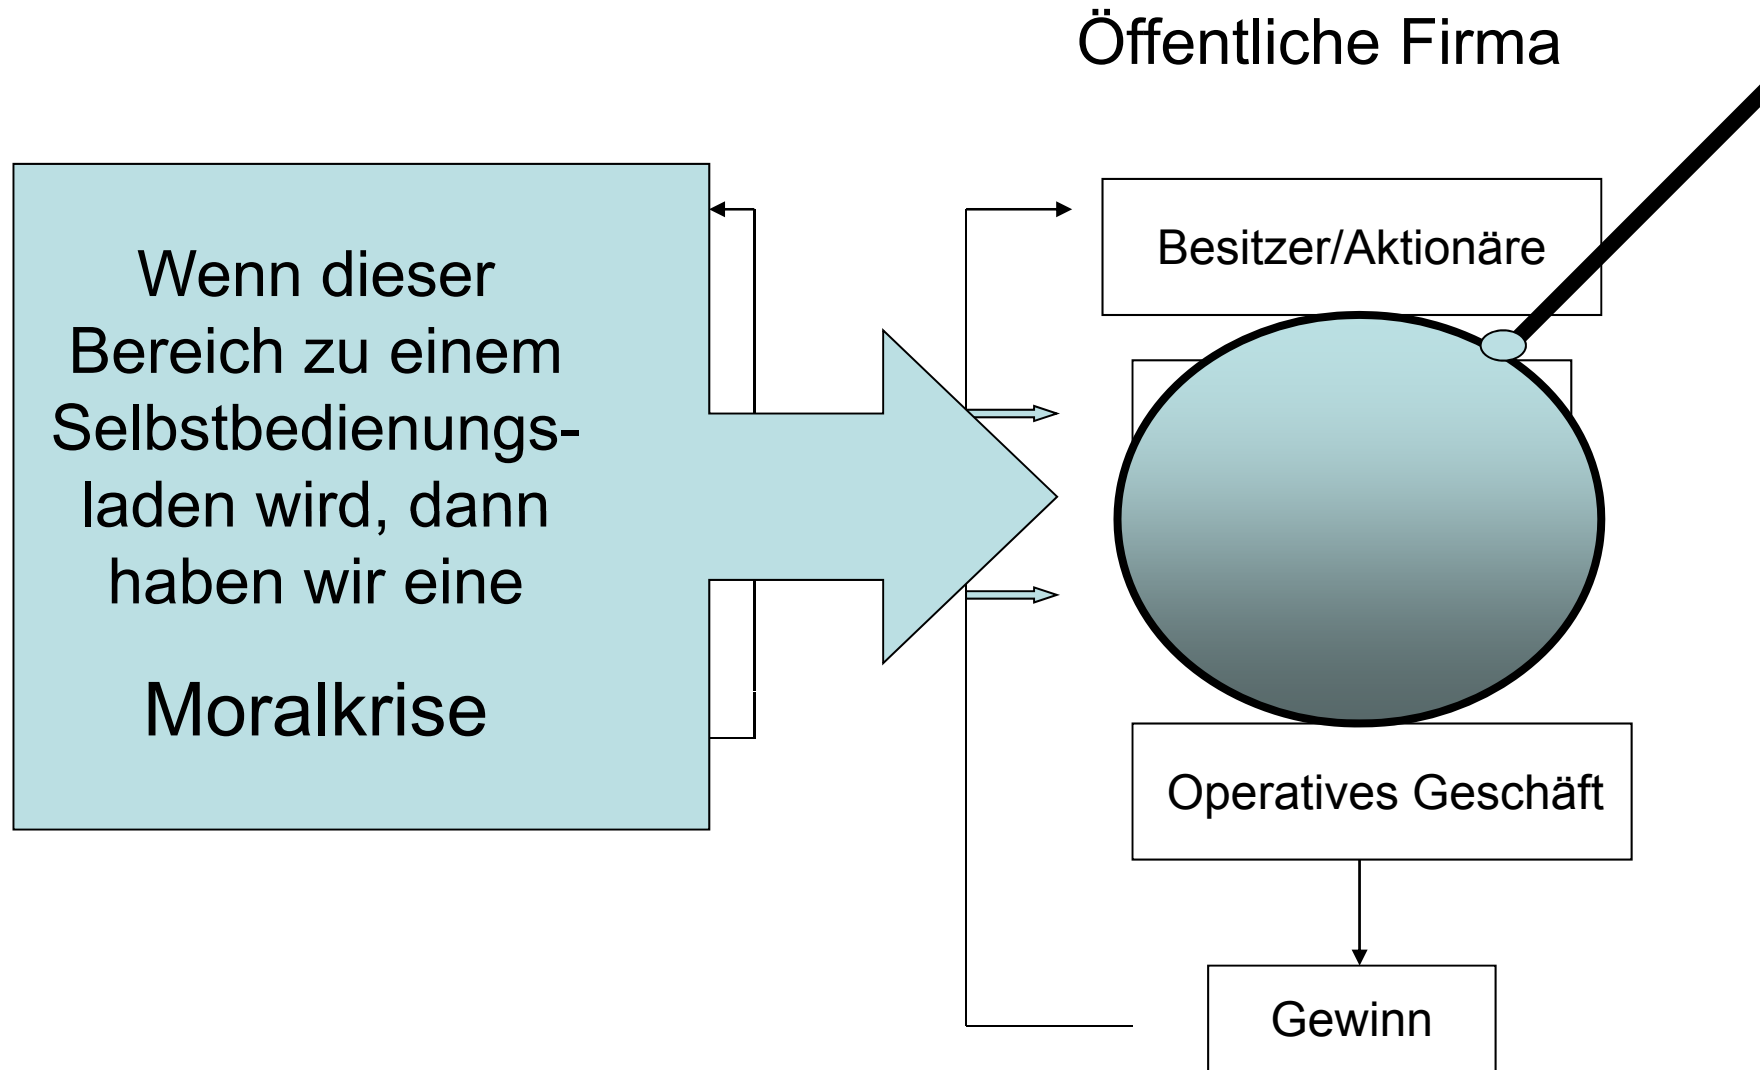 Öffentliche Firma
Wenn dieser
Bereich zu einem
Selbstbedienungs-
laden wird, dann
haben wir eine
Moralkrise
Besitzer/Aktionäre
Operatives Geschäft
Gewinn